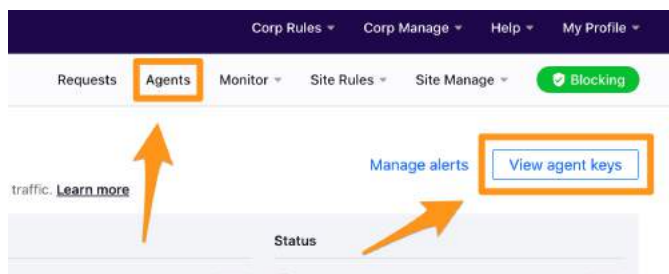 Corp Rules Corp Manage Help My Profile
Requests Agents Monitor Site Rules Site Manage Blocking
Manage alerts View agent keys
traffic. Learn more
Status